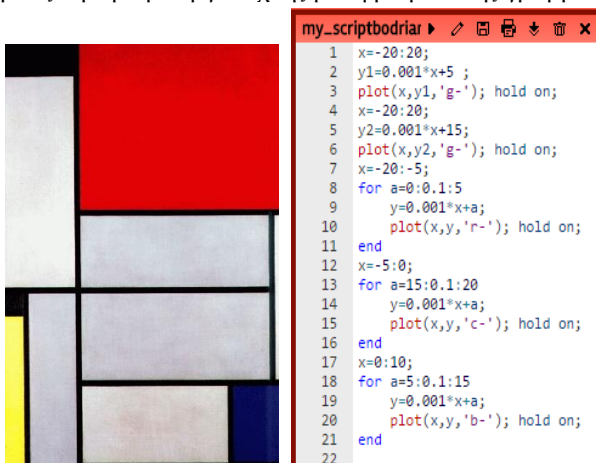 my_scriptbodriar
1 x=-20:20;
2 y1=0.001*x+5 ;
3 plot(x,y1,'g-'); hold on;
4 x=-20:20;
5 y2=0.001*x+15;
6 plot(x,y2,'g-'); hold on;
7 x=-20:-5;
8 for a=0:0.1:5
9 y=0.001*x+a;
10 plot(x,y,'r-'); hold on;
11 end
12 x=-5:0;
13 for a=15:0.1:20
14 y=0.001*x+a;
15 plot(x,y,'c-'); hold on;
16 end
17 x=0:10;
18 for a=5:0.1:15
19 y=0.001*x+a;
20 plot(x,y,'b-'); hold on;
21 end
22